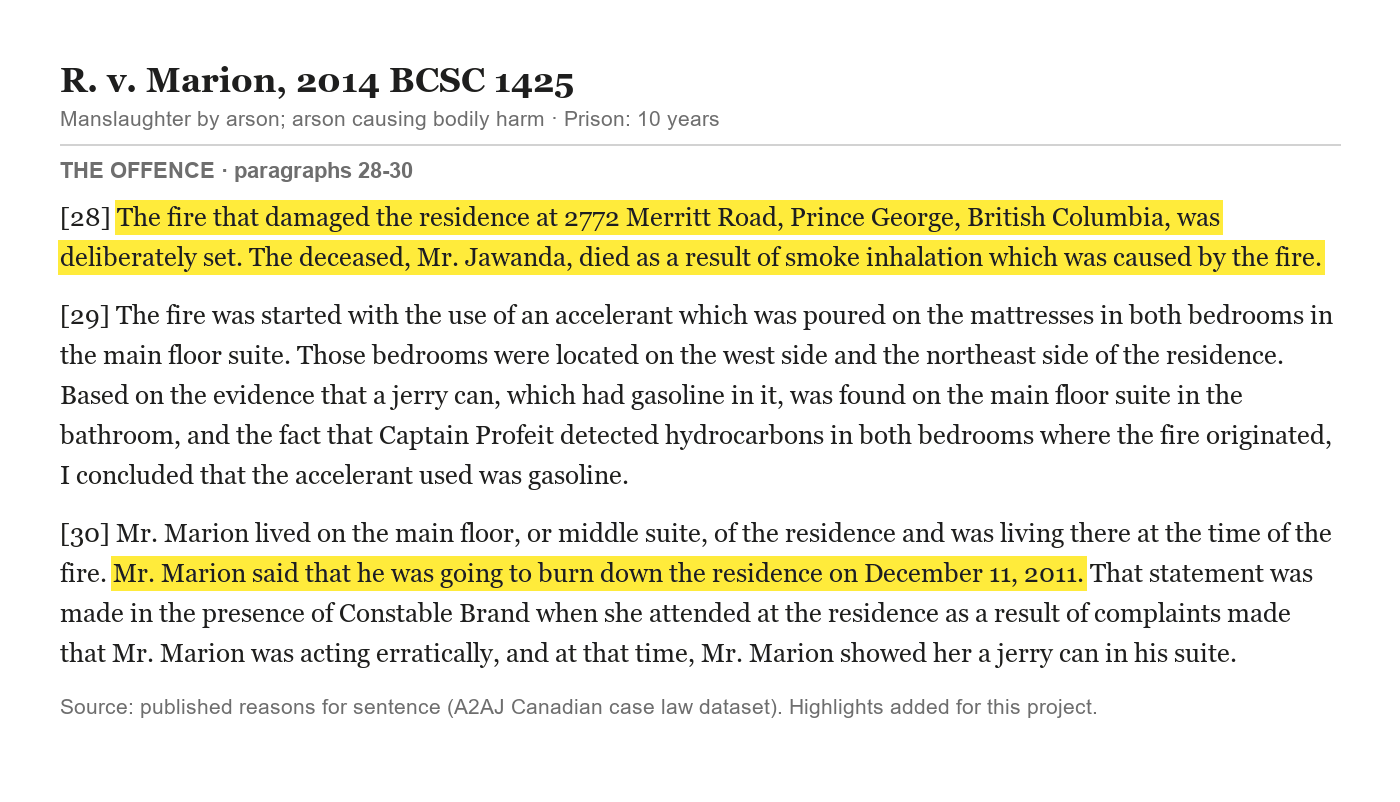 R. v. Marion, 2014 BCSC 1425
Manslaughter by arson; arson causing bodily harm · Prison: 10 years
THE OFFENCE · paragraphs 28-30
[28] The fire that damaged the residence at 2772 Merritt Road, Prince George, British Columbia, was
deliberately set. The deceased, Mr. Jawanda, died as a result of smoke inhalation which was caused by the fire.
[29] The fire was started with the use of an accelerant which was poured on the mattresses in both bedrooms in
the main floor suite. Those bedrooms were located on the west side and the northeast side of the residence.
Based on the evidence that a jerry can, which had gasoline in it, was found on the main floor suite in the
bathroom, and the fact that Captain Profeit detected hydrocarbons in both bedrooms where the fire originated,
I concluded that the accelerant used was gasoline.
[30] Mr. Marion lived on the main floor, or middle suite, of the residence and was living there at the time of the
fire. Mr. Marion said that he was going to burn down the residence on December 11, 2011. That statement was
made in the presence of Constable Brand when she attended at the residence as a result of complaints made
that Mr. Marion was acting erratically, and at that time, Mr. Marion showed her a jerry can in his suite.
Source: published reasons for sentence (A2AJ Canadian case law dataset). Highlights added for this project.